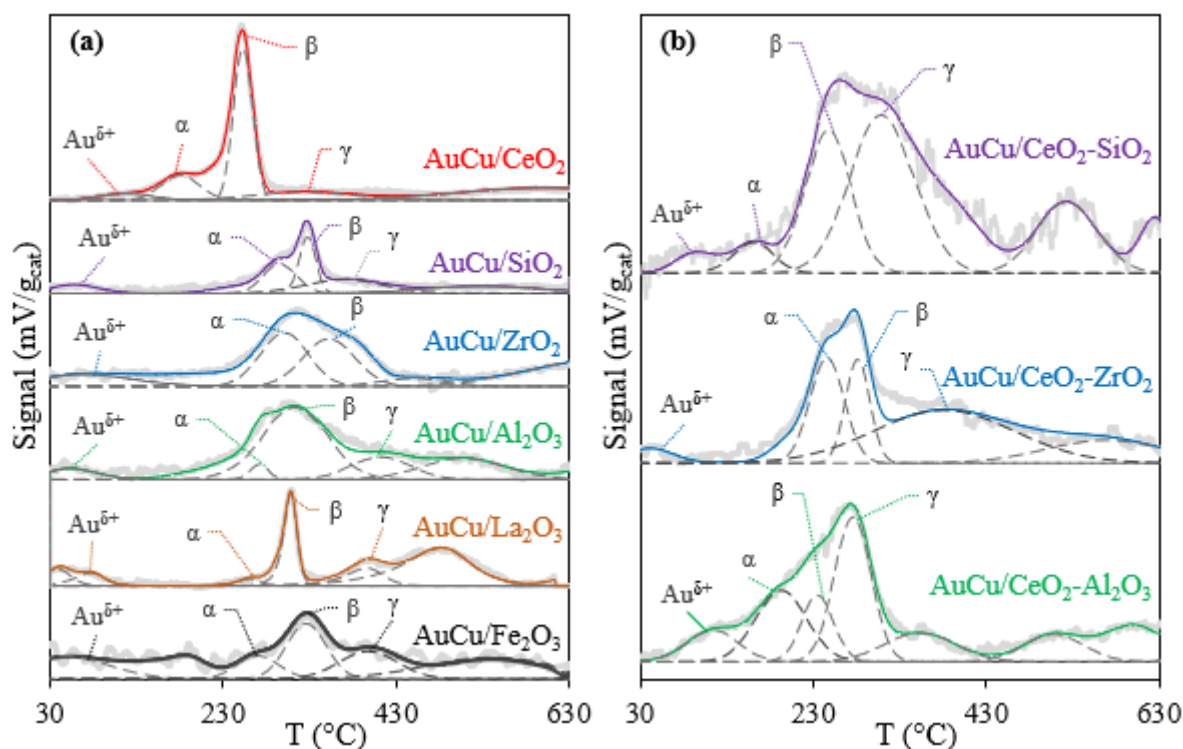 (a)
β
α
Au^δ+
γ
AuCu/CeO₂
Au^δ+
α
β
γ
AuCu/SiO₂
Au^δ+
α
β
AuCu/ZrO₂
Au^δ+
α
β
γ
AuCu/Al₂O₃
Au^δ+
α
β
γ
AuCu/La₂O₃
Au^δ+
α
β
γ
AuCu/Fe₂O₃
Signal (mV/g_cat.)
30 230 430 630
T (°C)
(b)
β
γ
AuCu/CeO₂-SiO₂
α
Au^δ+
α
β
γ
AuCu/CeO₂-ZrO₂
Au^δ+
β
γ
α
AuCu/CeO₂-Al₂O₃
Au^δ+
Signal (mV/g_cat.)
30 230 430 630
T (°C)